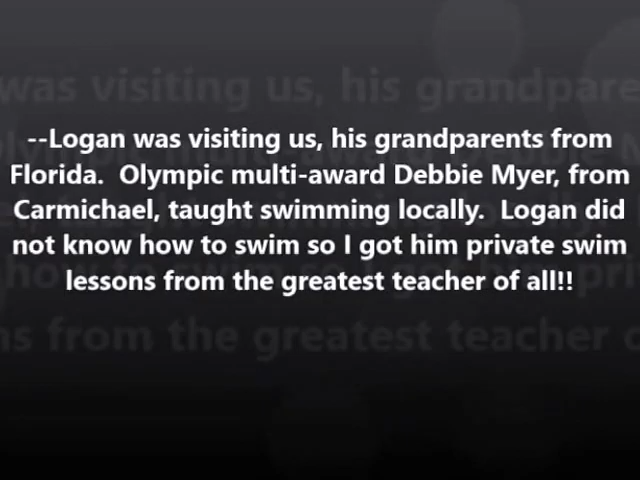 --Logan was visiting us, his grandparents from
Florida.  Olympic multi-award Debbie Myer, from
Carmichael, taught swimming locally.  Logan did
not know how to swim so I got him private swim
lessons from the greatest teacher of all!!